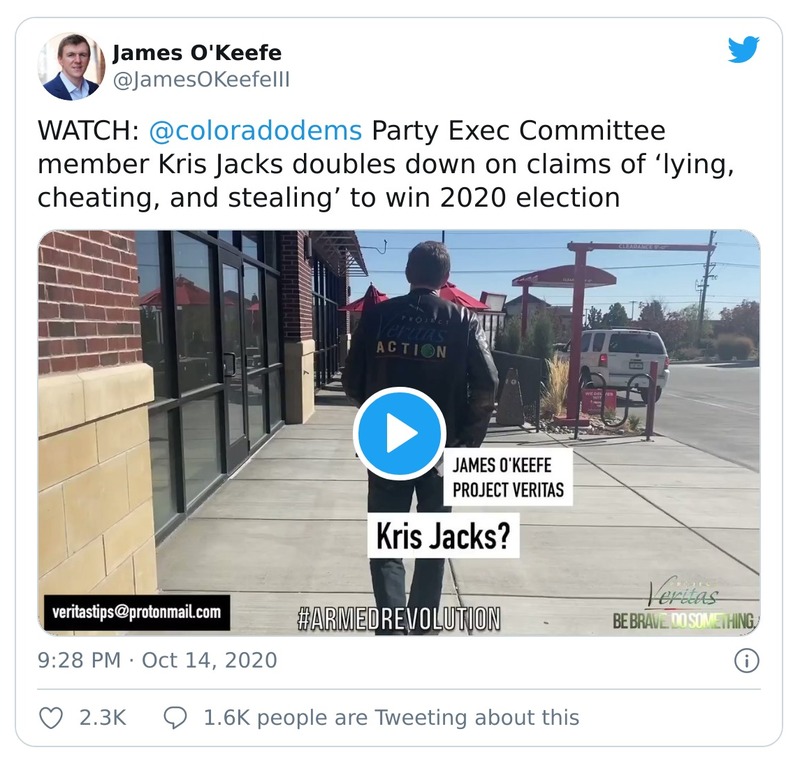 James O'Keefe
@JamesOKeefeIII
WATCH: @coloradodems Party Exec Committee
member Kris Jacks doubles down on claims of ‘lying,
cheating, and stealing’ to win 2020 election
CLEARANCE
PROJECT
Veritas
ACTION
JAMES O'KEEFE
PROJECT VERITAS
Kris Jacks?
veritastips@protonmail.com
#ARMEDREVOLUTION
Veritas
BE BRAVE. DO SOMETHING.
9:28 PM · Oct 14, 2020
2.3K
1.6K people are Tweeting about this